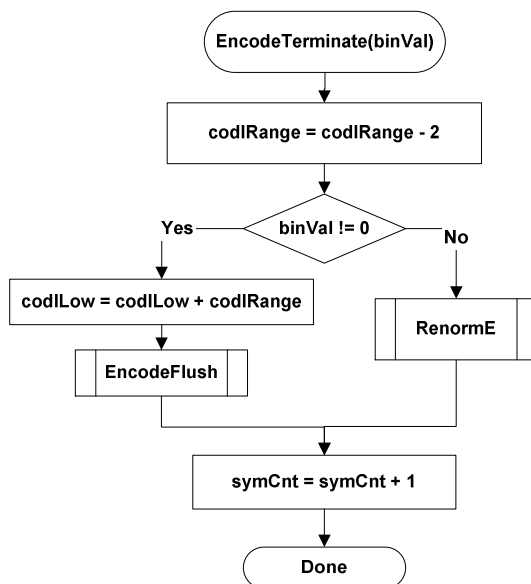 EncodeTerminate(binVal)
codIRange = codIRange - 2
binVal != 0
Yes
No
codILow = codILow + codIRange
RenormE
EncodeFlush
symCnt = symCnt + 1
Done